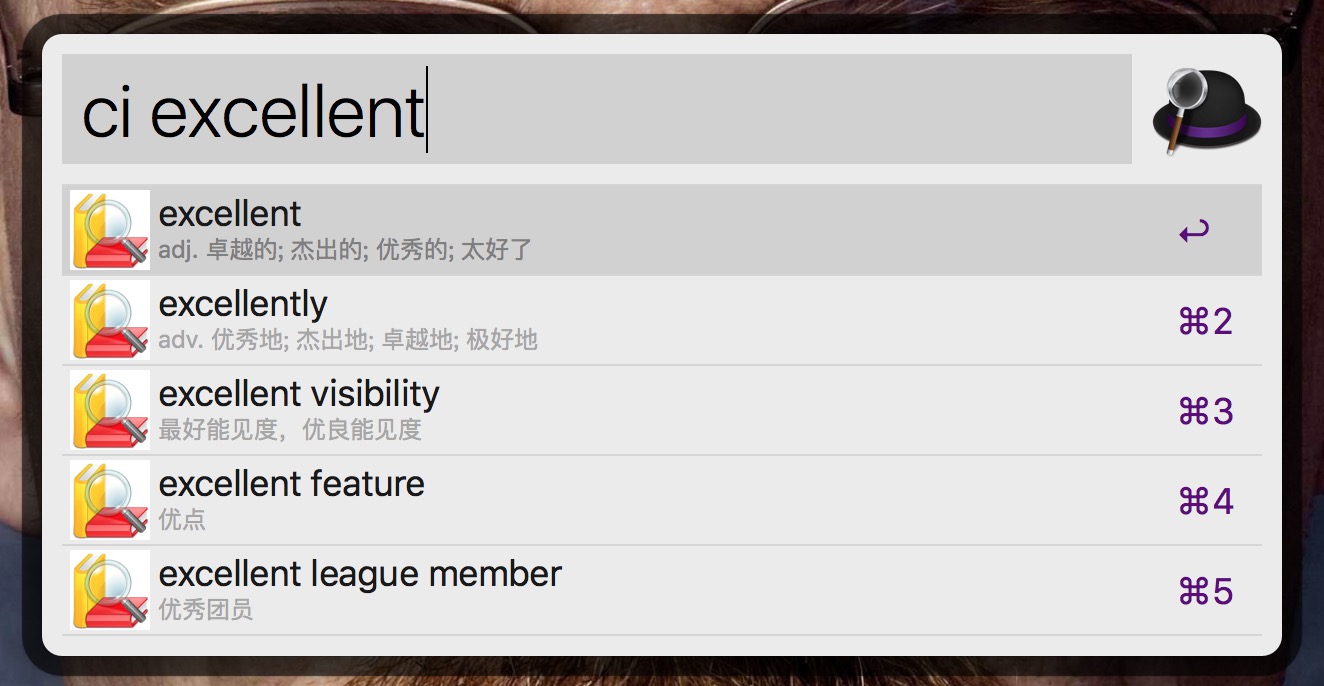 ci excellent
excellent
adj. 卓越的; 杰出的; 优秀的; 太好了
↩
excellently
adv. 优秀地; 杰出地; 卓越地; 极好地
⌘2
excellent visibility
最好能见度，优良能见度
⌘3
excellent feature
优点
⌘4
excellent league member
优秀团员
⌘5